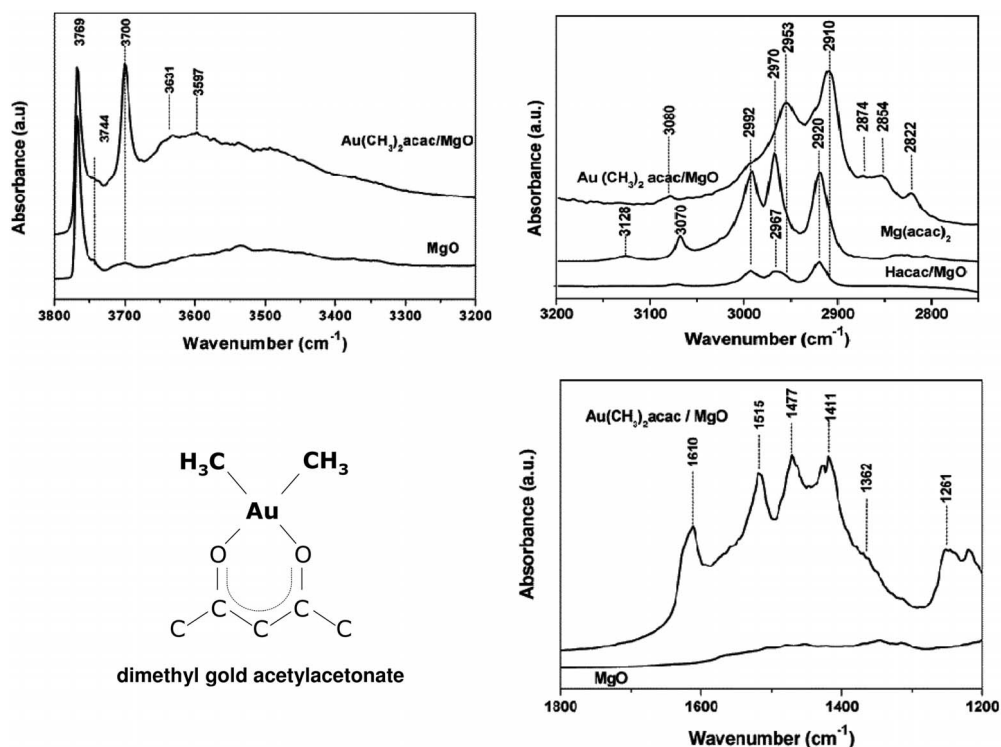 3769
3744
3700
3631
3597
Absorbance (a.u)
Au(CH₃)₂acac/MgO
MgO
3800 3700 3600 3500 3400 3300 3200
Wavenumber (cm⁻¹)
3128
3080
3070
2992
2970
2967
2953
2920
2910
2874
2854
2822
Absorbance (a.u.)
Au (CH₃)₂ acac/MgO
Mg(acac)₂
Hacac/MgO
3200 3100 3000 2900 2800
Wavenumber (cm⁻¹)
H₃C CH₃
Au
O O
C C
C C C
dimethyl gold acetylacetonate
Au(CH₃)₂acac / MgO
1610
1515
1477
1411
1362
1261
Absorbance (a.u.)
MgO
1800 1600 1400 1200
Wavenumber (cm⁻¹)